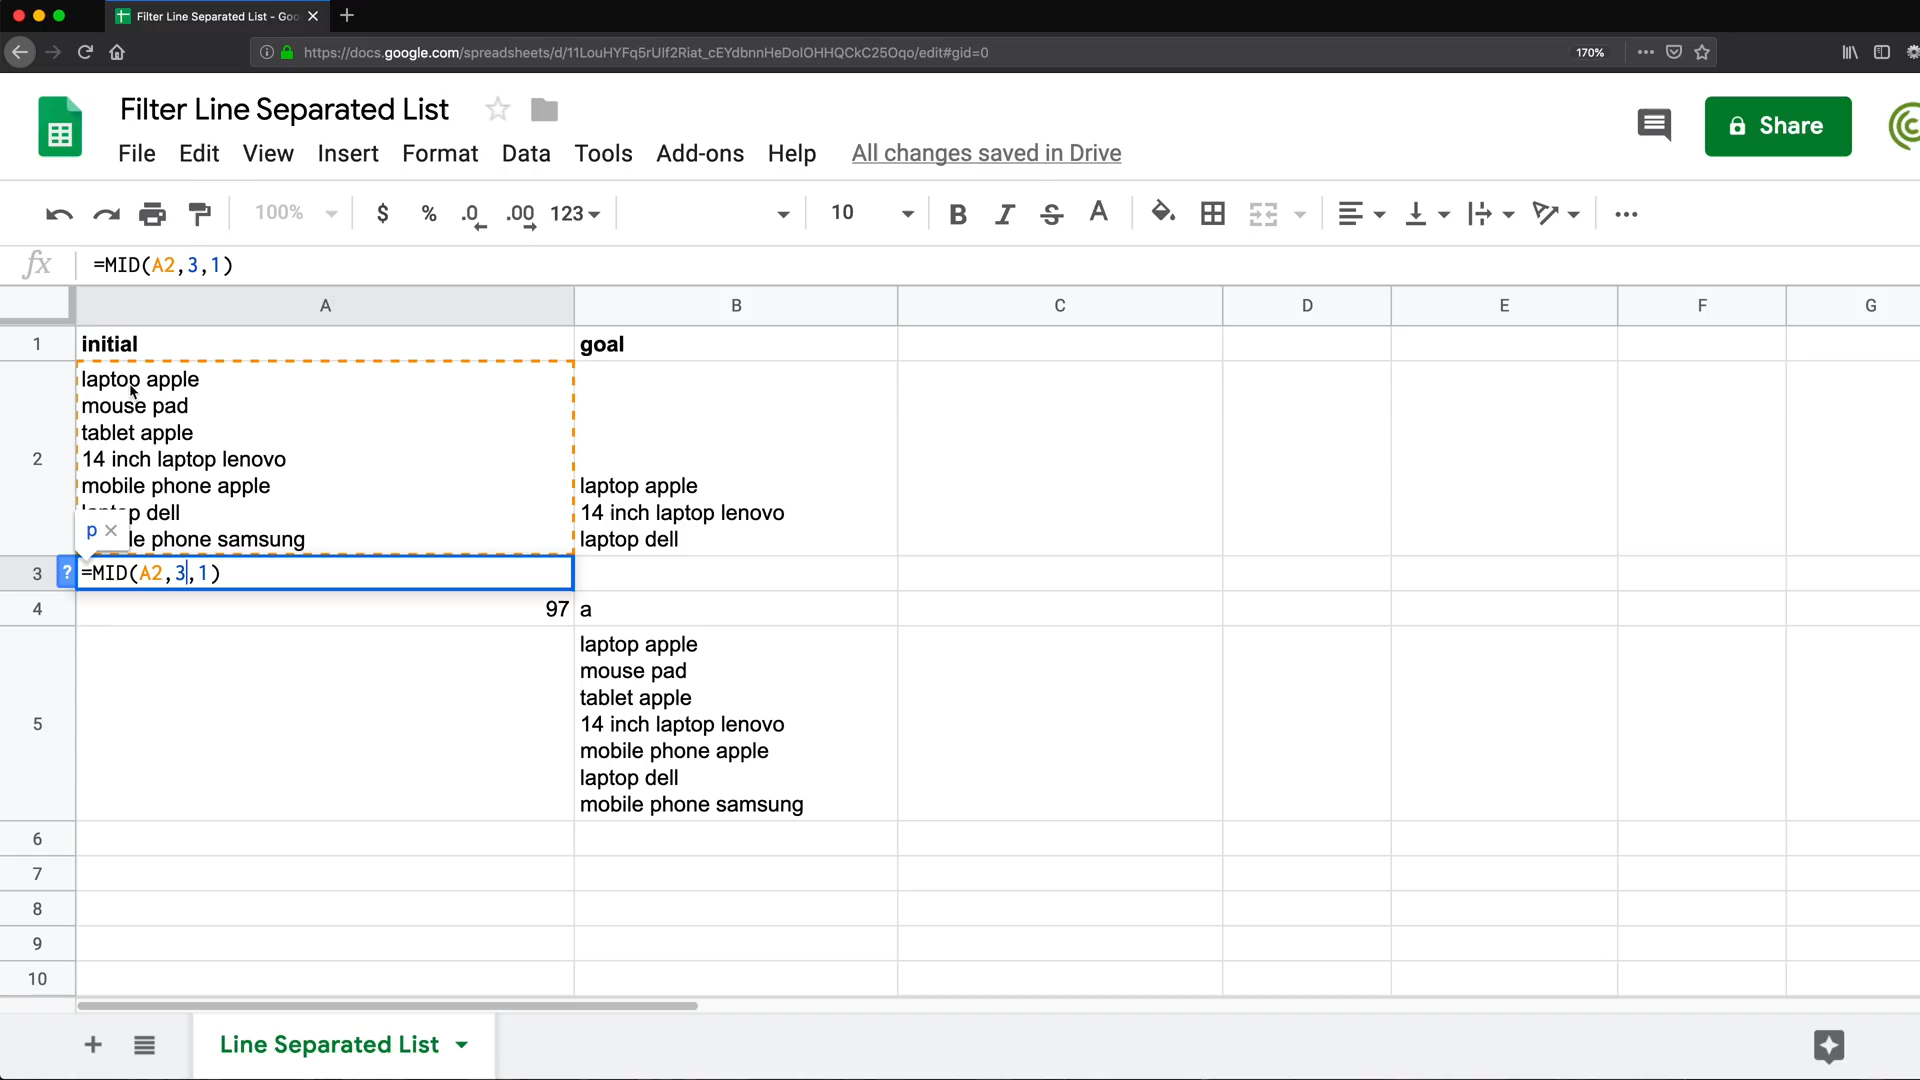 Filter Line Separated List - Goo
https://docs.google.com/spreadsheets/d/11LouHYFq5rUIf2Riat_cEYdbnnHeDoIOHHQCkC25Oqo/edit#gid=0
170%
Filter Line Separated List
File Edit View Insert Format Data Tools Add-ons Help All changes saved in Drive
Share
100% $ % .0 .00 123 10 B I S A
fx =MID(A2,3,1)
A B C D E F G
1 initial goal
2
laptop apple
mouse pad
tablet apple
14 inch laptop lenovo
mobile phone apple
p dell
le phone samsung
laptop apple
14 inch laptop lenovo
laptop dell
p ×
3 ? =MID(A2,3,1)
4 97 a
5
laptop apple
mouse pad
tablet apple
14 inch laptop lenovo
mobile phone apple
laptop dell
mobile phone samsung
6
7
8
9
10
Line Separated List